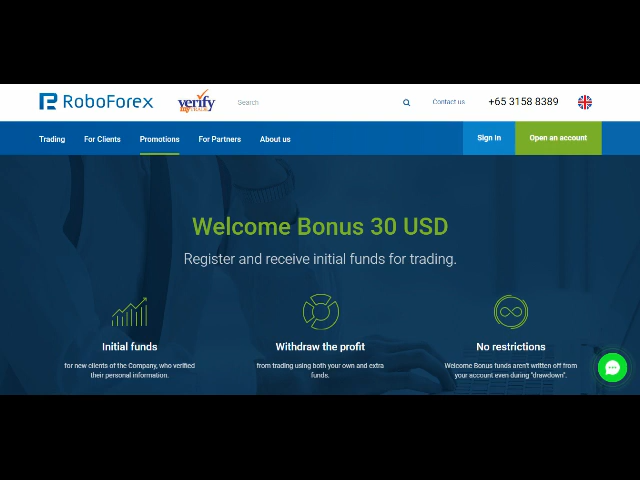 RoboForex
verify
my TRADE
Search
Contact us
+65 3158 8389
Trading
For Clients
Promotions
For Partners
About us
Sign In
Open an account
Welcome Bonus 30 USD
Register and receive initial funds for trading.
Initial funds
for new clients of the Company, who verified
their personal information.
Withdraw the profit
from trading using both your own and extra
funds.
No restrictions
Welcome Bonus funds aren't written off from
your account even during "drawdown".